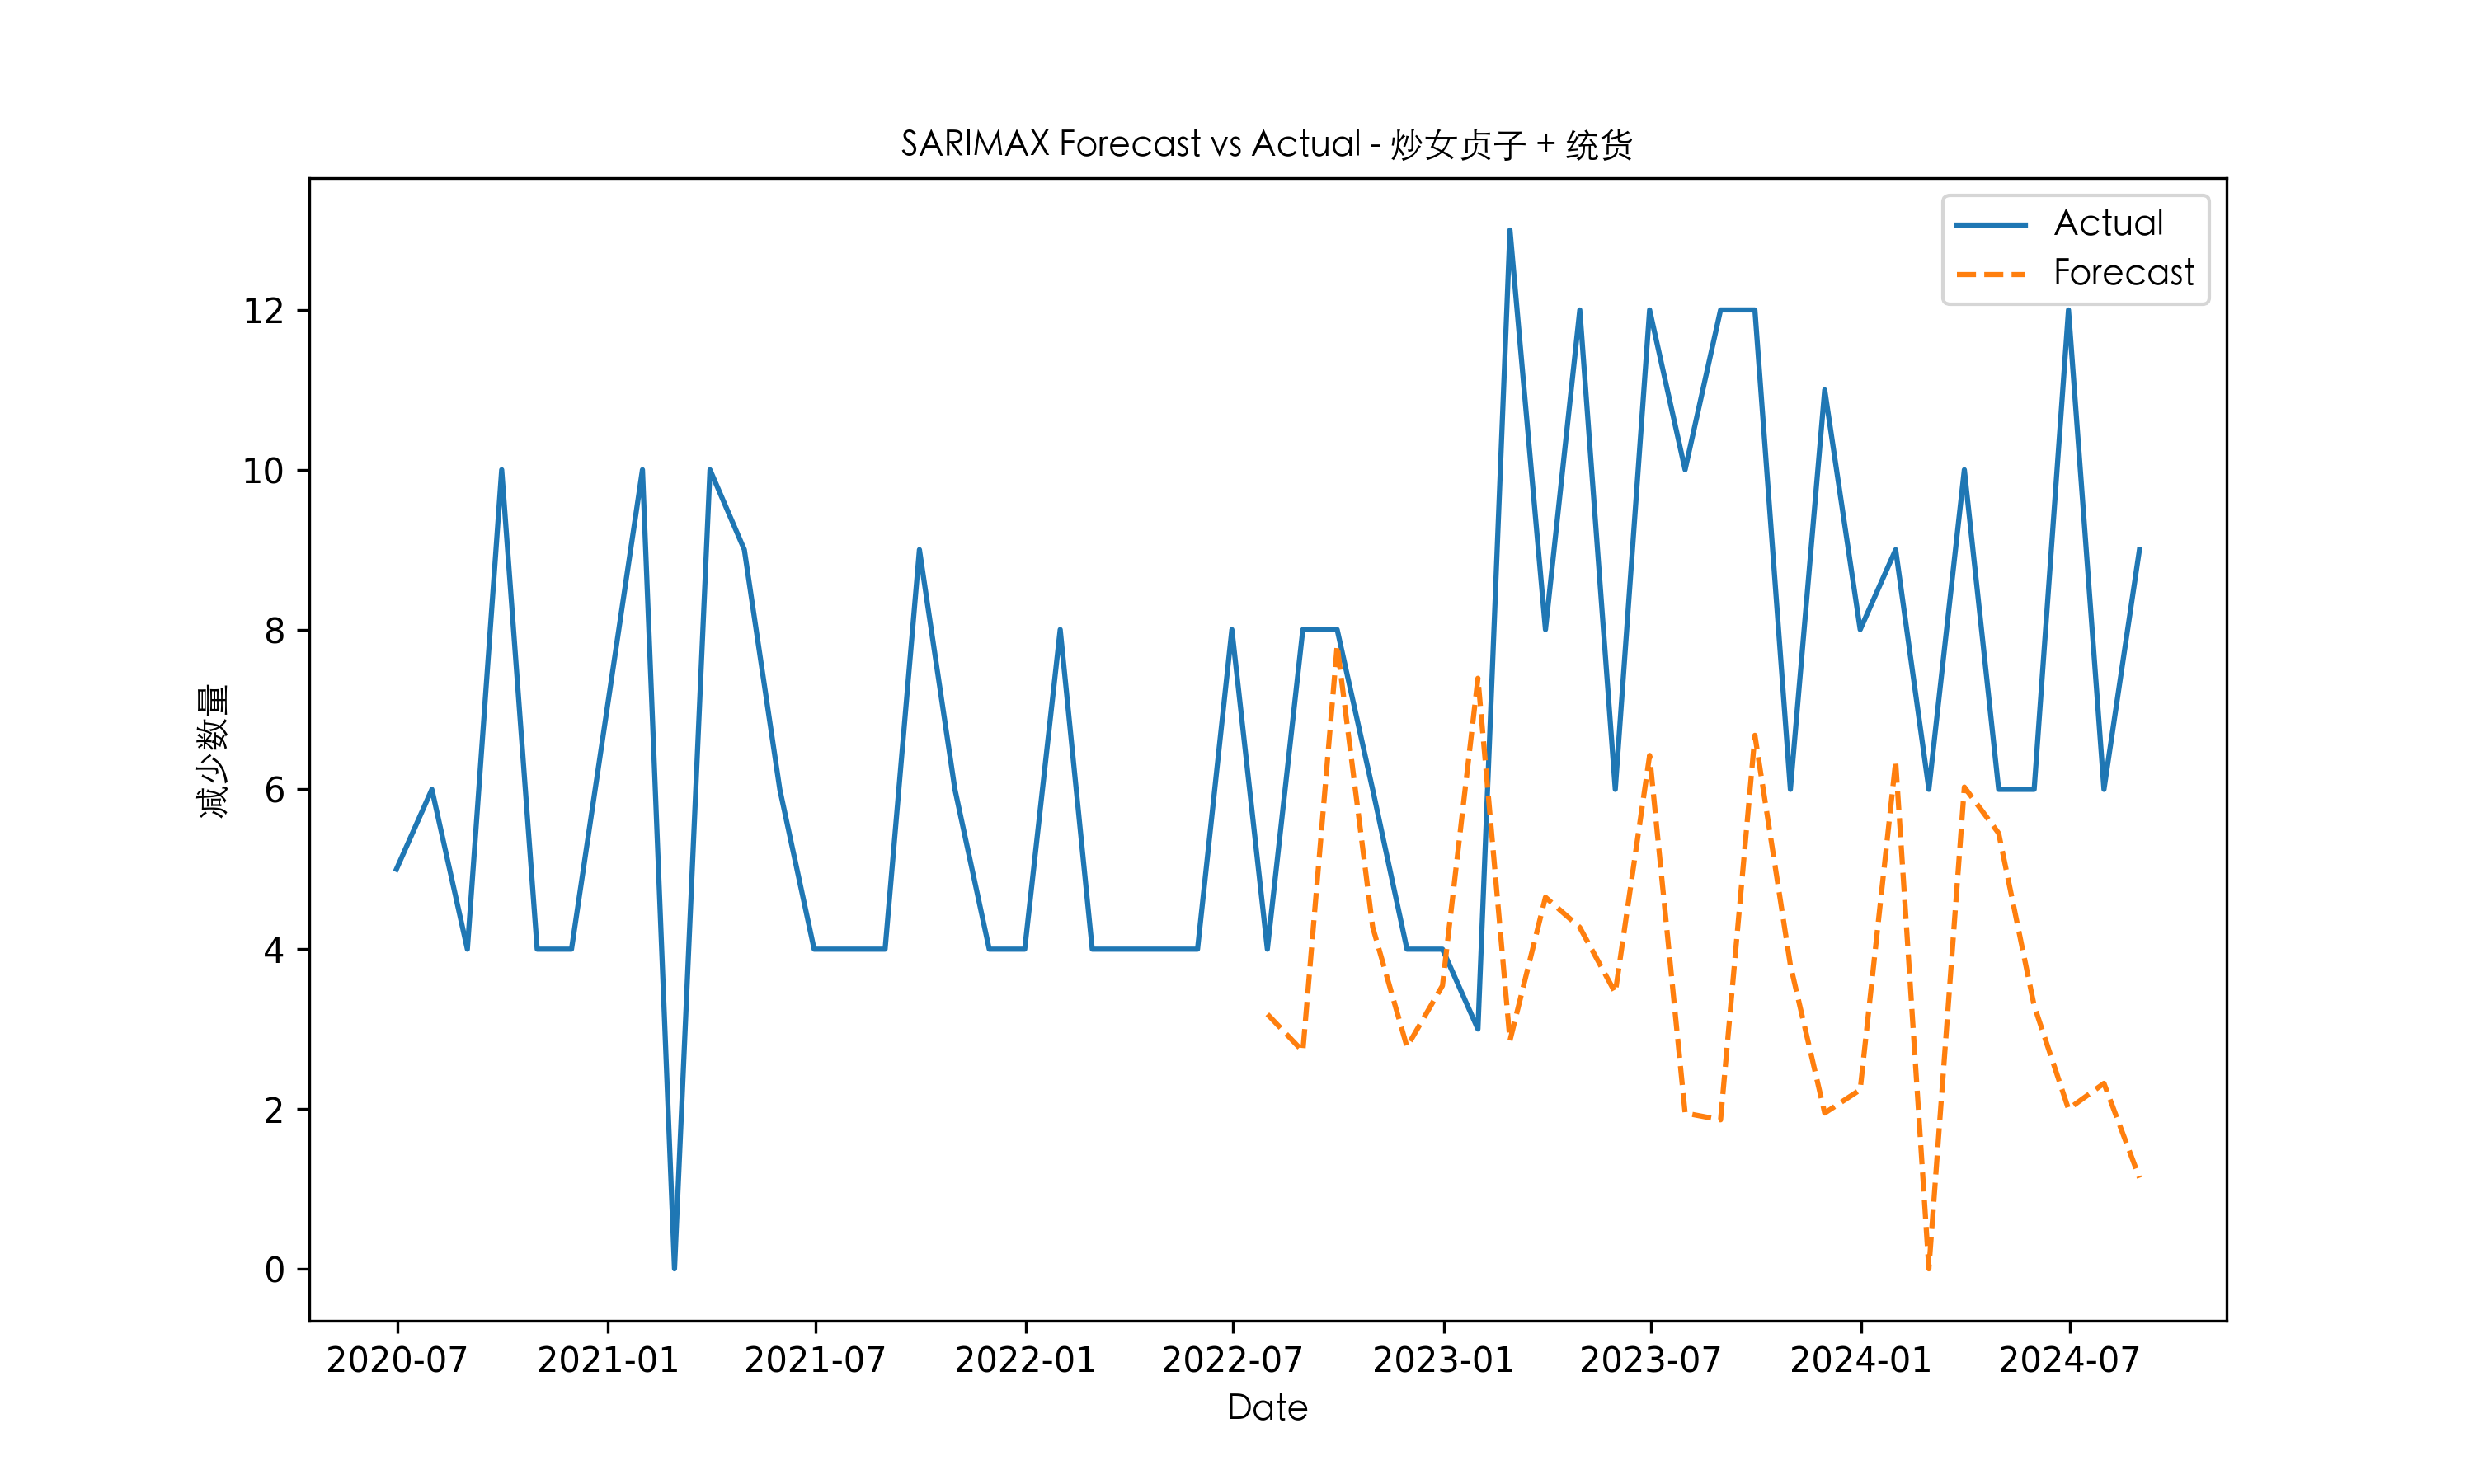 SARIMAX Forecast vs Actual - 炒女贞子 + 统货
Actual
Forecast
减少数量
12
10
8
6
4
2
0
2020-07 2021-01 2021-07 2022-01 2022-07 2023-01 2023-07 2024-01 2024-07
Date